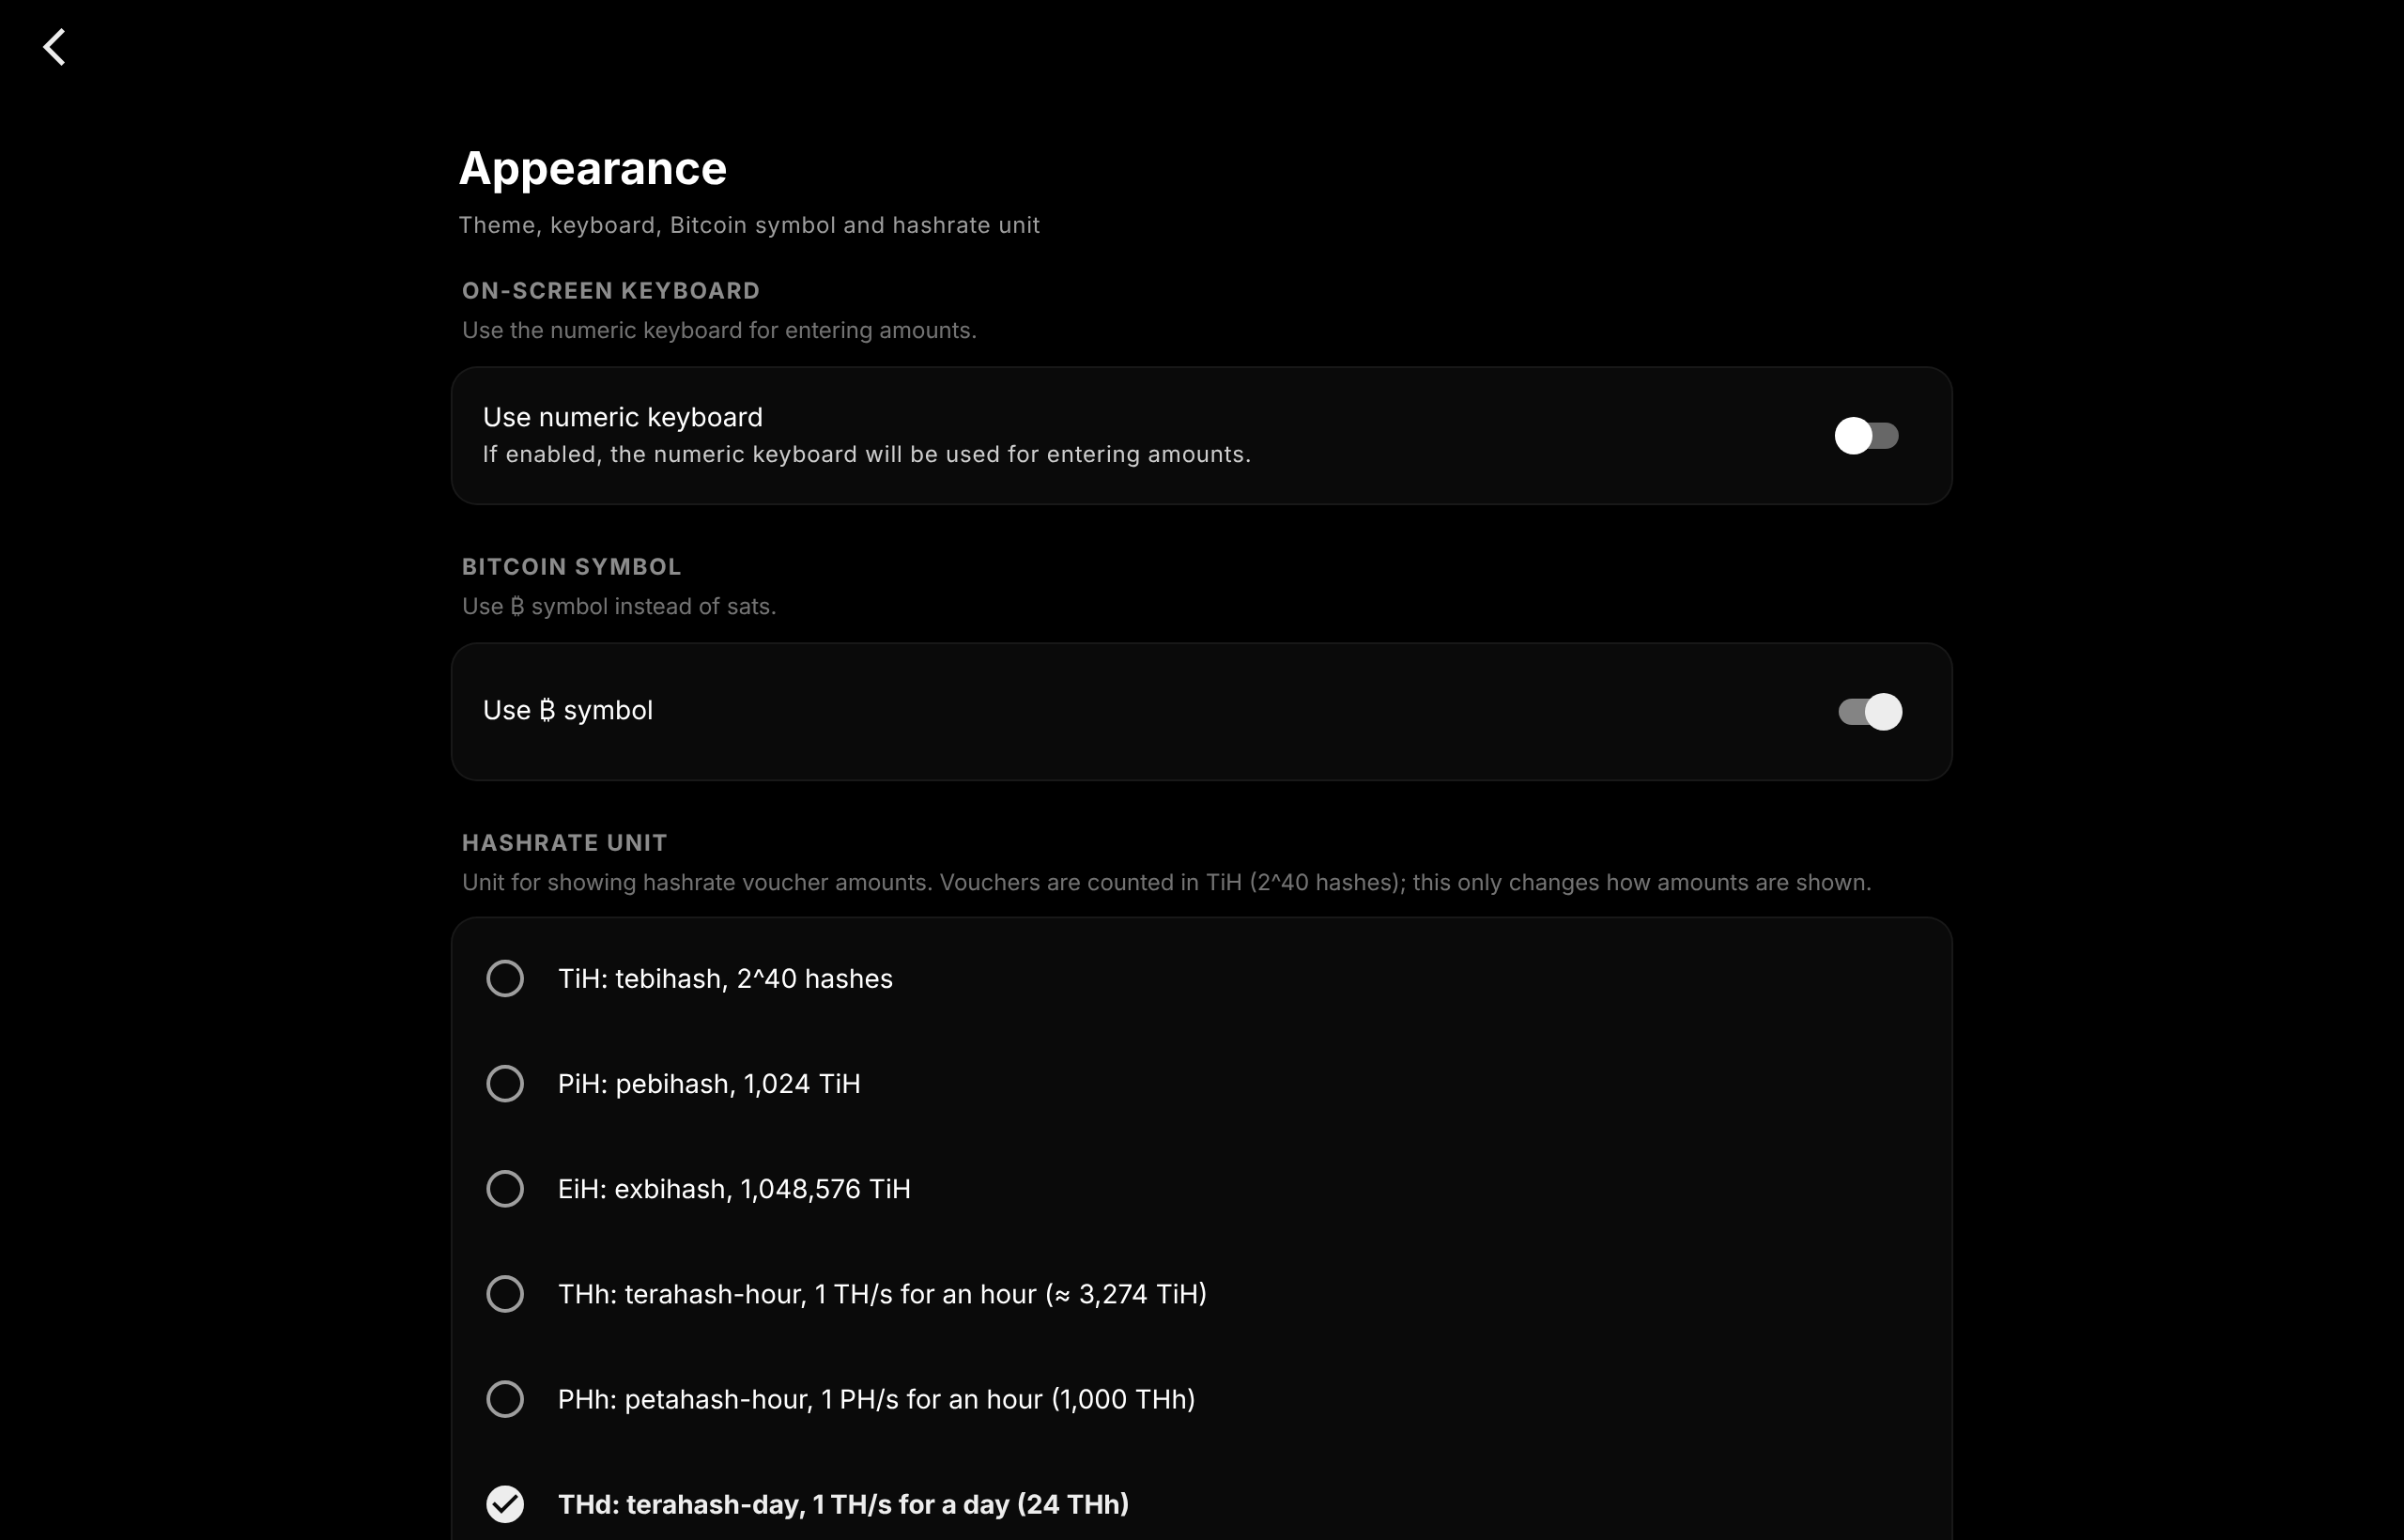 Appearance
Theme, keyboard, Bitcoin symbol and hashrate unit
ON-SCREEN KEYBOARD
Use the numeric keyboard for entering amounts.
Use numeric keyboard
If enabled, the numeric keyboard will be used for entering amounts.
BITCOIN SYMBOL
Use ₿ symbol instead of sats.
Use ₿ symbol
HASHRATE UNIT
Unit for showing hashrate voucher amounts. Vouchers are counted in TiH (2^40 hashes); this only changes how amounts are shown.
TiH: tebihash, 2^40 hashes
PiH: pebihash, 1,024 TiH
EiH: exbihash, 1,048,576 TiH
THh: terahash-hour, 1 TH/s for an hour (≈ 3,274 TiH)
PHh: petahash-hour, 1 PH/s for an hour (1,000 THh)
THd: terahash-day, 1 TH/s for a day (24 THh)